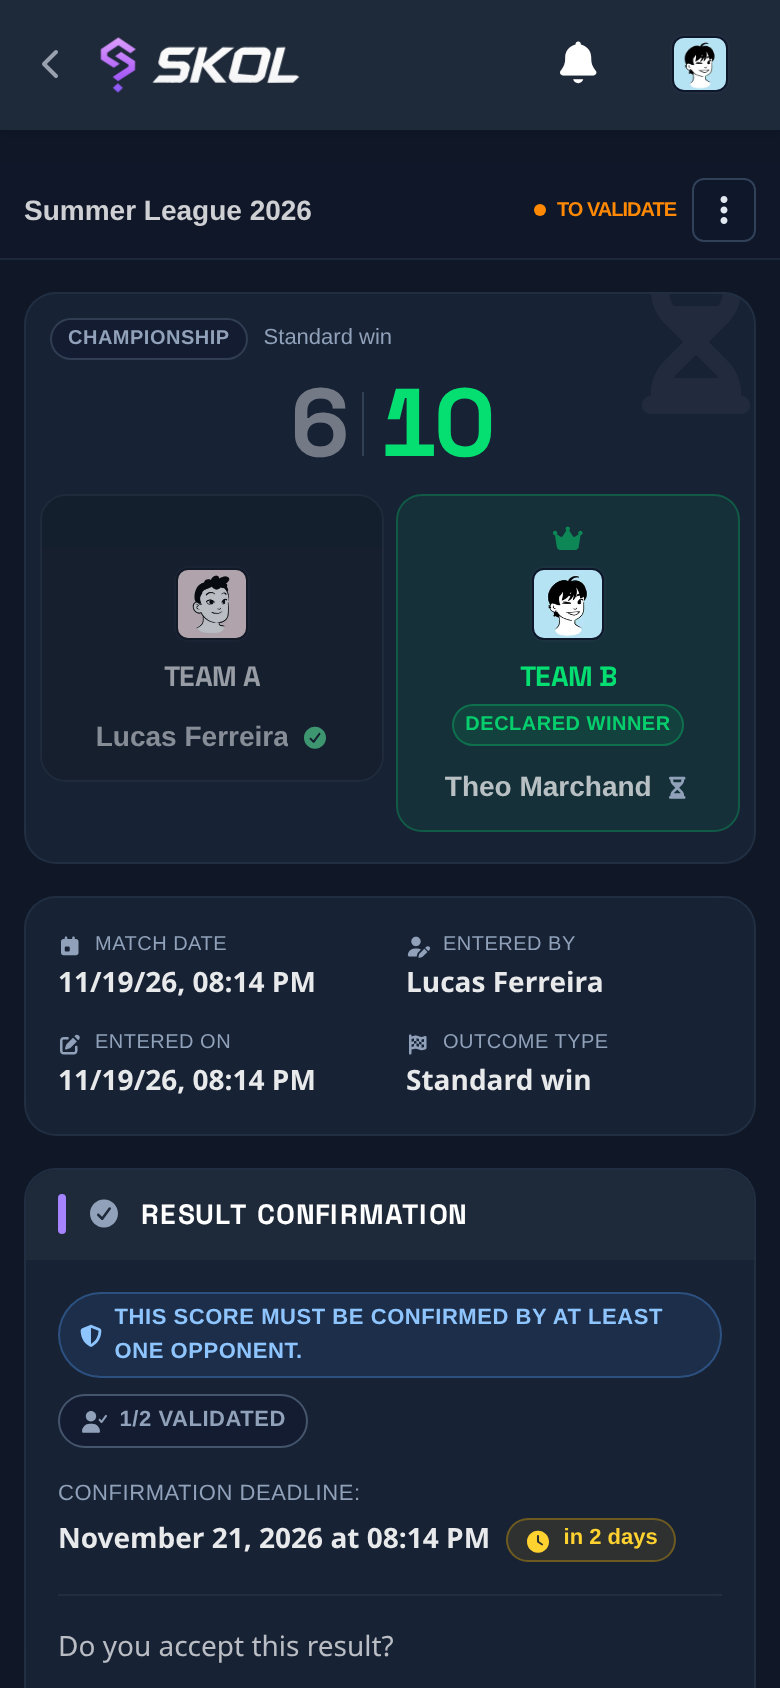 SKOL
Summer League 2026
TO VALIDATE
CHAMPIONSHIP
Standard win
6
10
TEAM A
Lucas Ferreira
TEAM B
DECLARED WINNER
Theo Marchand
MATCH DATE
11/19/26, 08:14 PM
ENTERED BY
Lucas Ferreira
ENTERED ON
11/19/26, 08:14 PM
OUTCOME TYPE
Standard win
RESULT CONFIRMATION
THIS SCORE MUST BE CONFIRMED BY AT LEAST
ONE OPPONENT.
1/2 VALIDATED
CONFIRMATION DEADLINE:
November 21, 2026 at 08:14 PM
in 2 days
Do you accept this result?